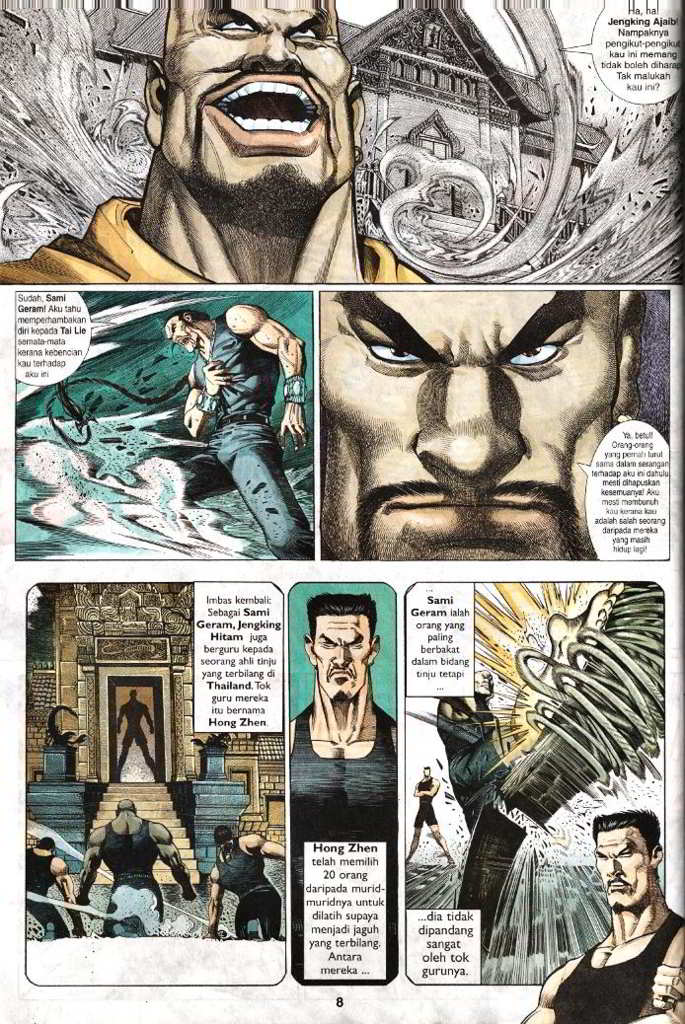 Ha, ha!
Jengking Ajaib!
Nampaknya
pengikut-pengikut
kau ini memang
tidak boleh diharap
Tak malukah
kau ini?
Sudah, Sami
Geram! Aku tahu
memperhambakan
diri kepada Tai Lie
semata-mata
kerana kebencian
kau terhadap
aku ini
Ya, betul!
Orang-orang
yang pernah turut
sama dalam serangan
terhadap aku ini dahulu,
mesti dihapuskan
kesemuanya! Aku
mesti membunuh
kau kerana kau
adalah salah seorang
daripada mereka
yang masih
hidup lagi!
Imbas kembali:
Sebagai Sami
Geram, Jengking
Hitam juga
berguru kepada
seorang ahli tinju
yang terbilang di
Thailand. Tok
guru mereka
itu bernama
Hong Zhen.
Hong Zhen
telah memilih
20 orang
daripada murid-
muridnya untuk
dilatih supaya
menjadi jaguh
yang terbilang.
Antara
mereka ...
Sami
Geram ialah
orang yang
paling
berbakat
dalam bidang
tinju tetapi
...
...dia tidak
dipandang
sangat
oleh tok
gurunya.
8